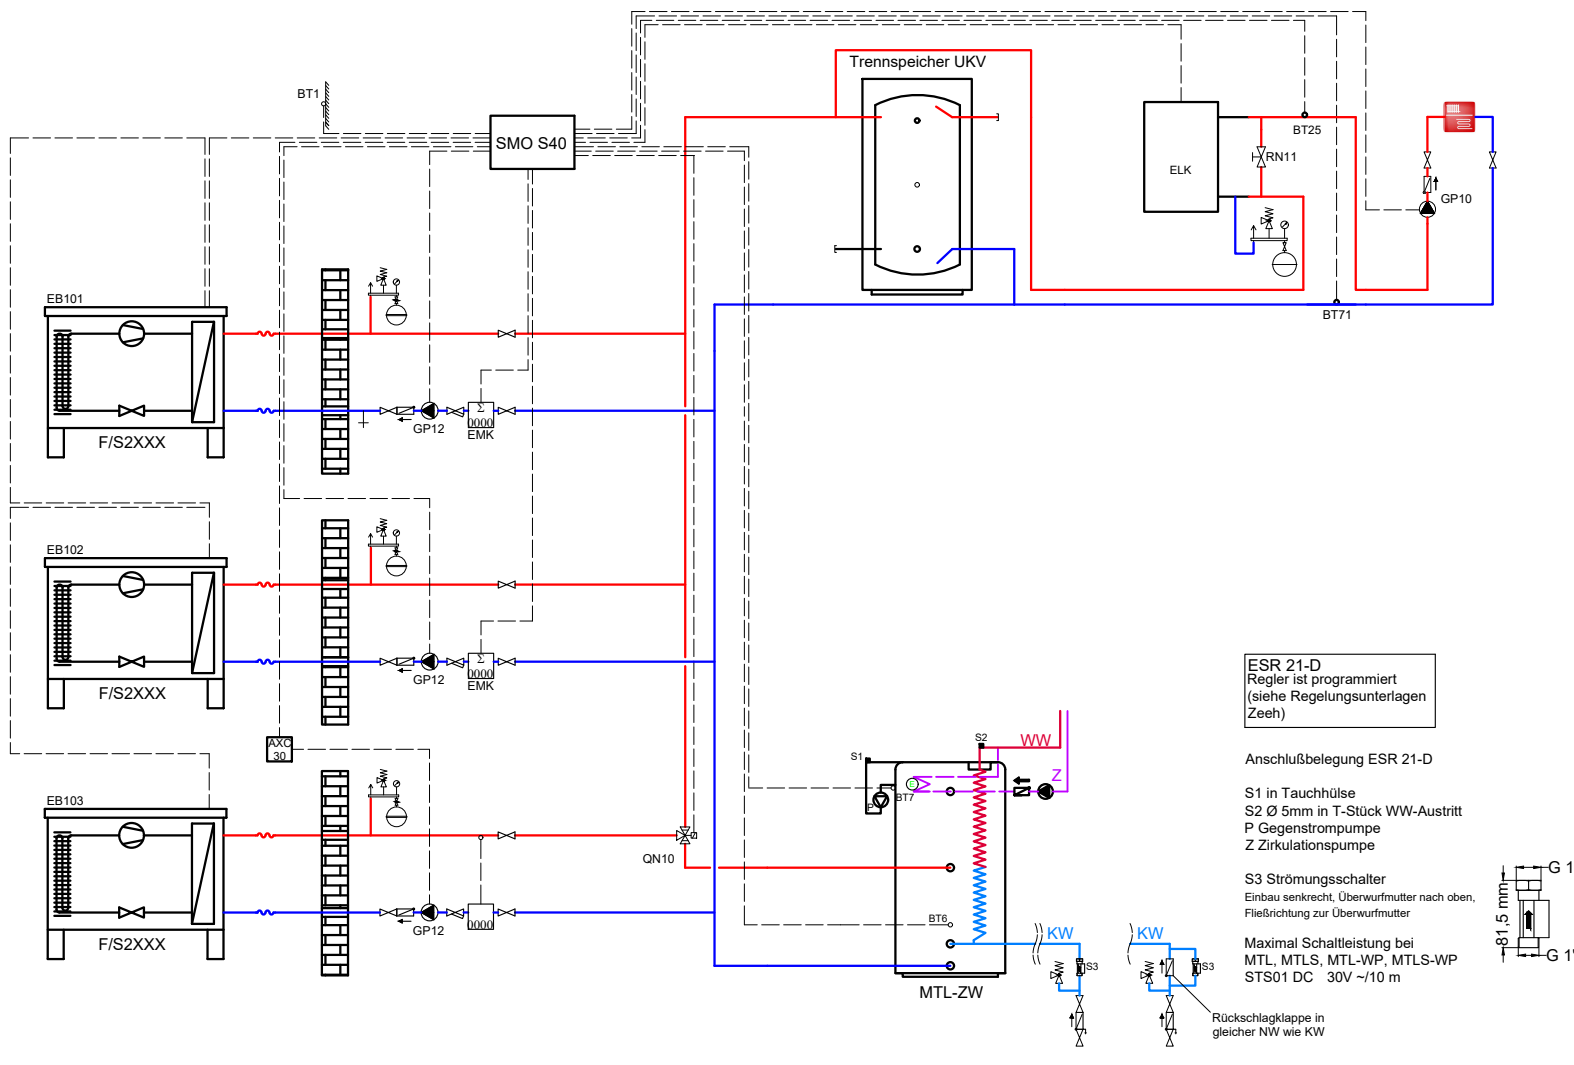 Trennspeicher UKV
BT1
SMO S40
BT25
RN11
ELK
GP10
BT71
EB101
Σ
0000
GP12
EMK
F/S2XXX
EB102
Σ
0000
GP12
EMK
F/S2XXX
AXC
30
EB103
0000
GP12
F/S2XXX
QN10
S1
S2
WW
Z
P
BT7
BT6
KW
S3
KW
S3
MTL-ZW
Rückschlagklappe in
gleicher NW wie KW
ESR 21-D
Regler ist programmiert
(siehe Regelungsunterlagen
Zeeh)
Anschlußbelegung ESR 21-D
S1 in Tauchhülse
S2 Ø 5mm in T-Stück WW-Austritt
P Gegenstrompumpe
Z Zirkulationspumpe
S3 Strömungsschalter
Einbau senkrecht, Überwurfmutter nach oben,
Fließrichtung zur Überwurfmutter
Maximal Schaltleistung bei
MTL, MTLS, MTL-WP, MTLS-WP
STS01 DC 30V ~/10 m
G 1
81,5 mm
G 1"